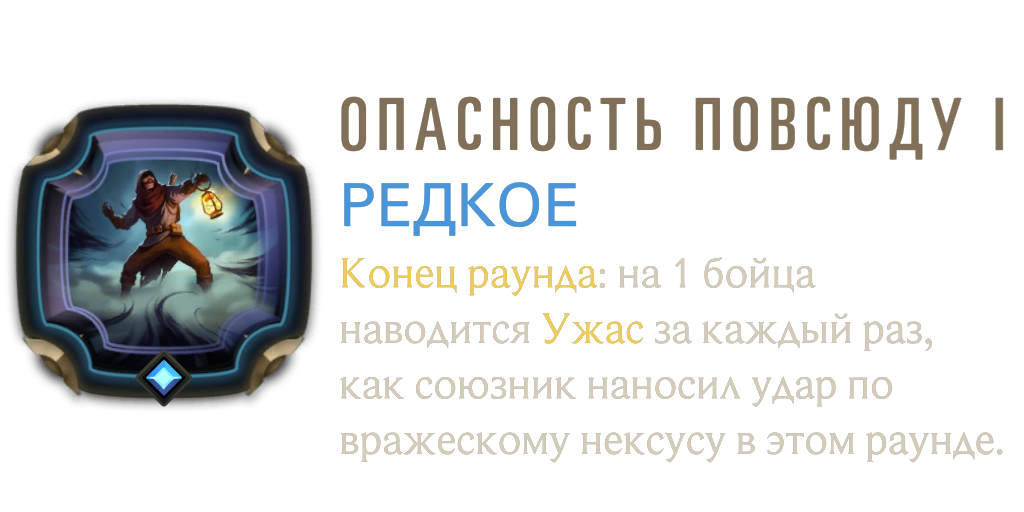 ОПАСНОСТЬ ПОВСЮДУ I
РЕДКОЕ
Конец раунда: на 1 бойца
наводится Ужас за каждый раз,
как союзник наносил удар по
вражескому нексусу в этом раунде.